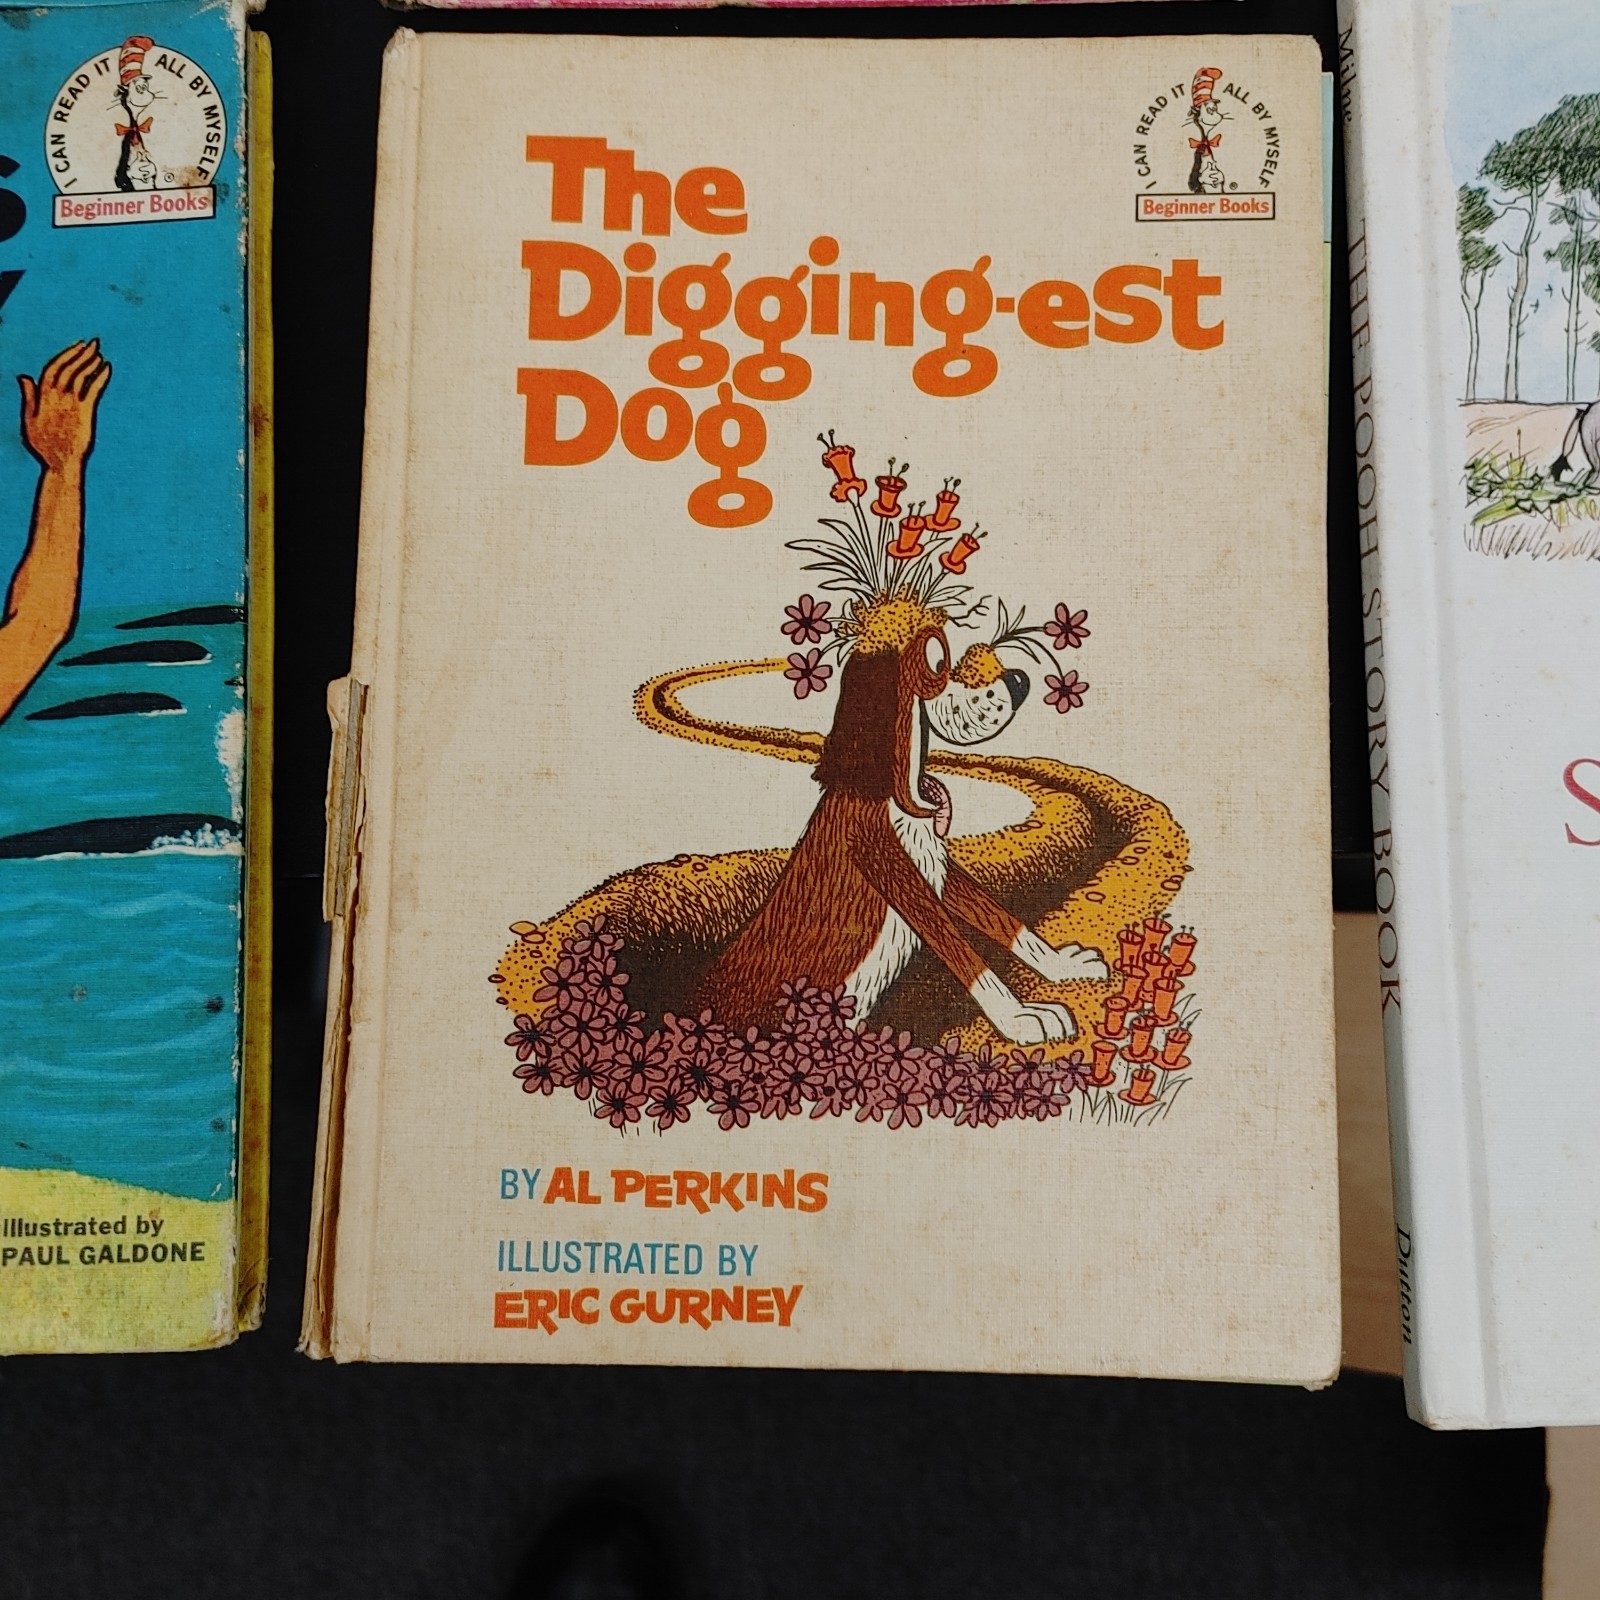 I CAN READ IT ALL BY MYSELF
Beginner Books
Illustrated by
PAUL GALDONE
The
Digging-est
Dog
I CAN READ IT ALL BY MYSELF
Beginner Books
BY AL PERKINS
ILLUSTRATED BY
ERIC GURNEY
Milne
THE POOH STORY BOOK
Dutton
S